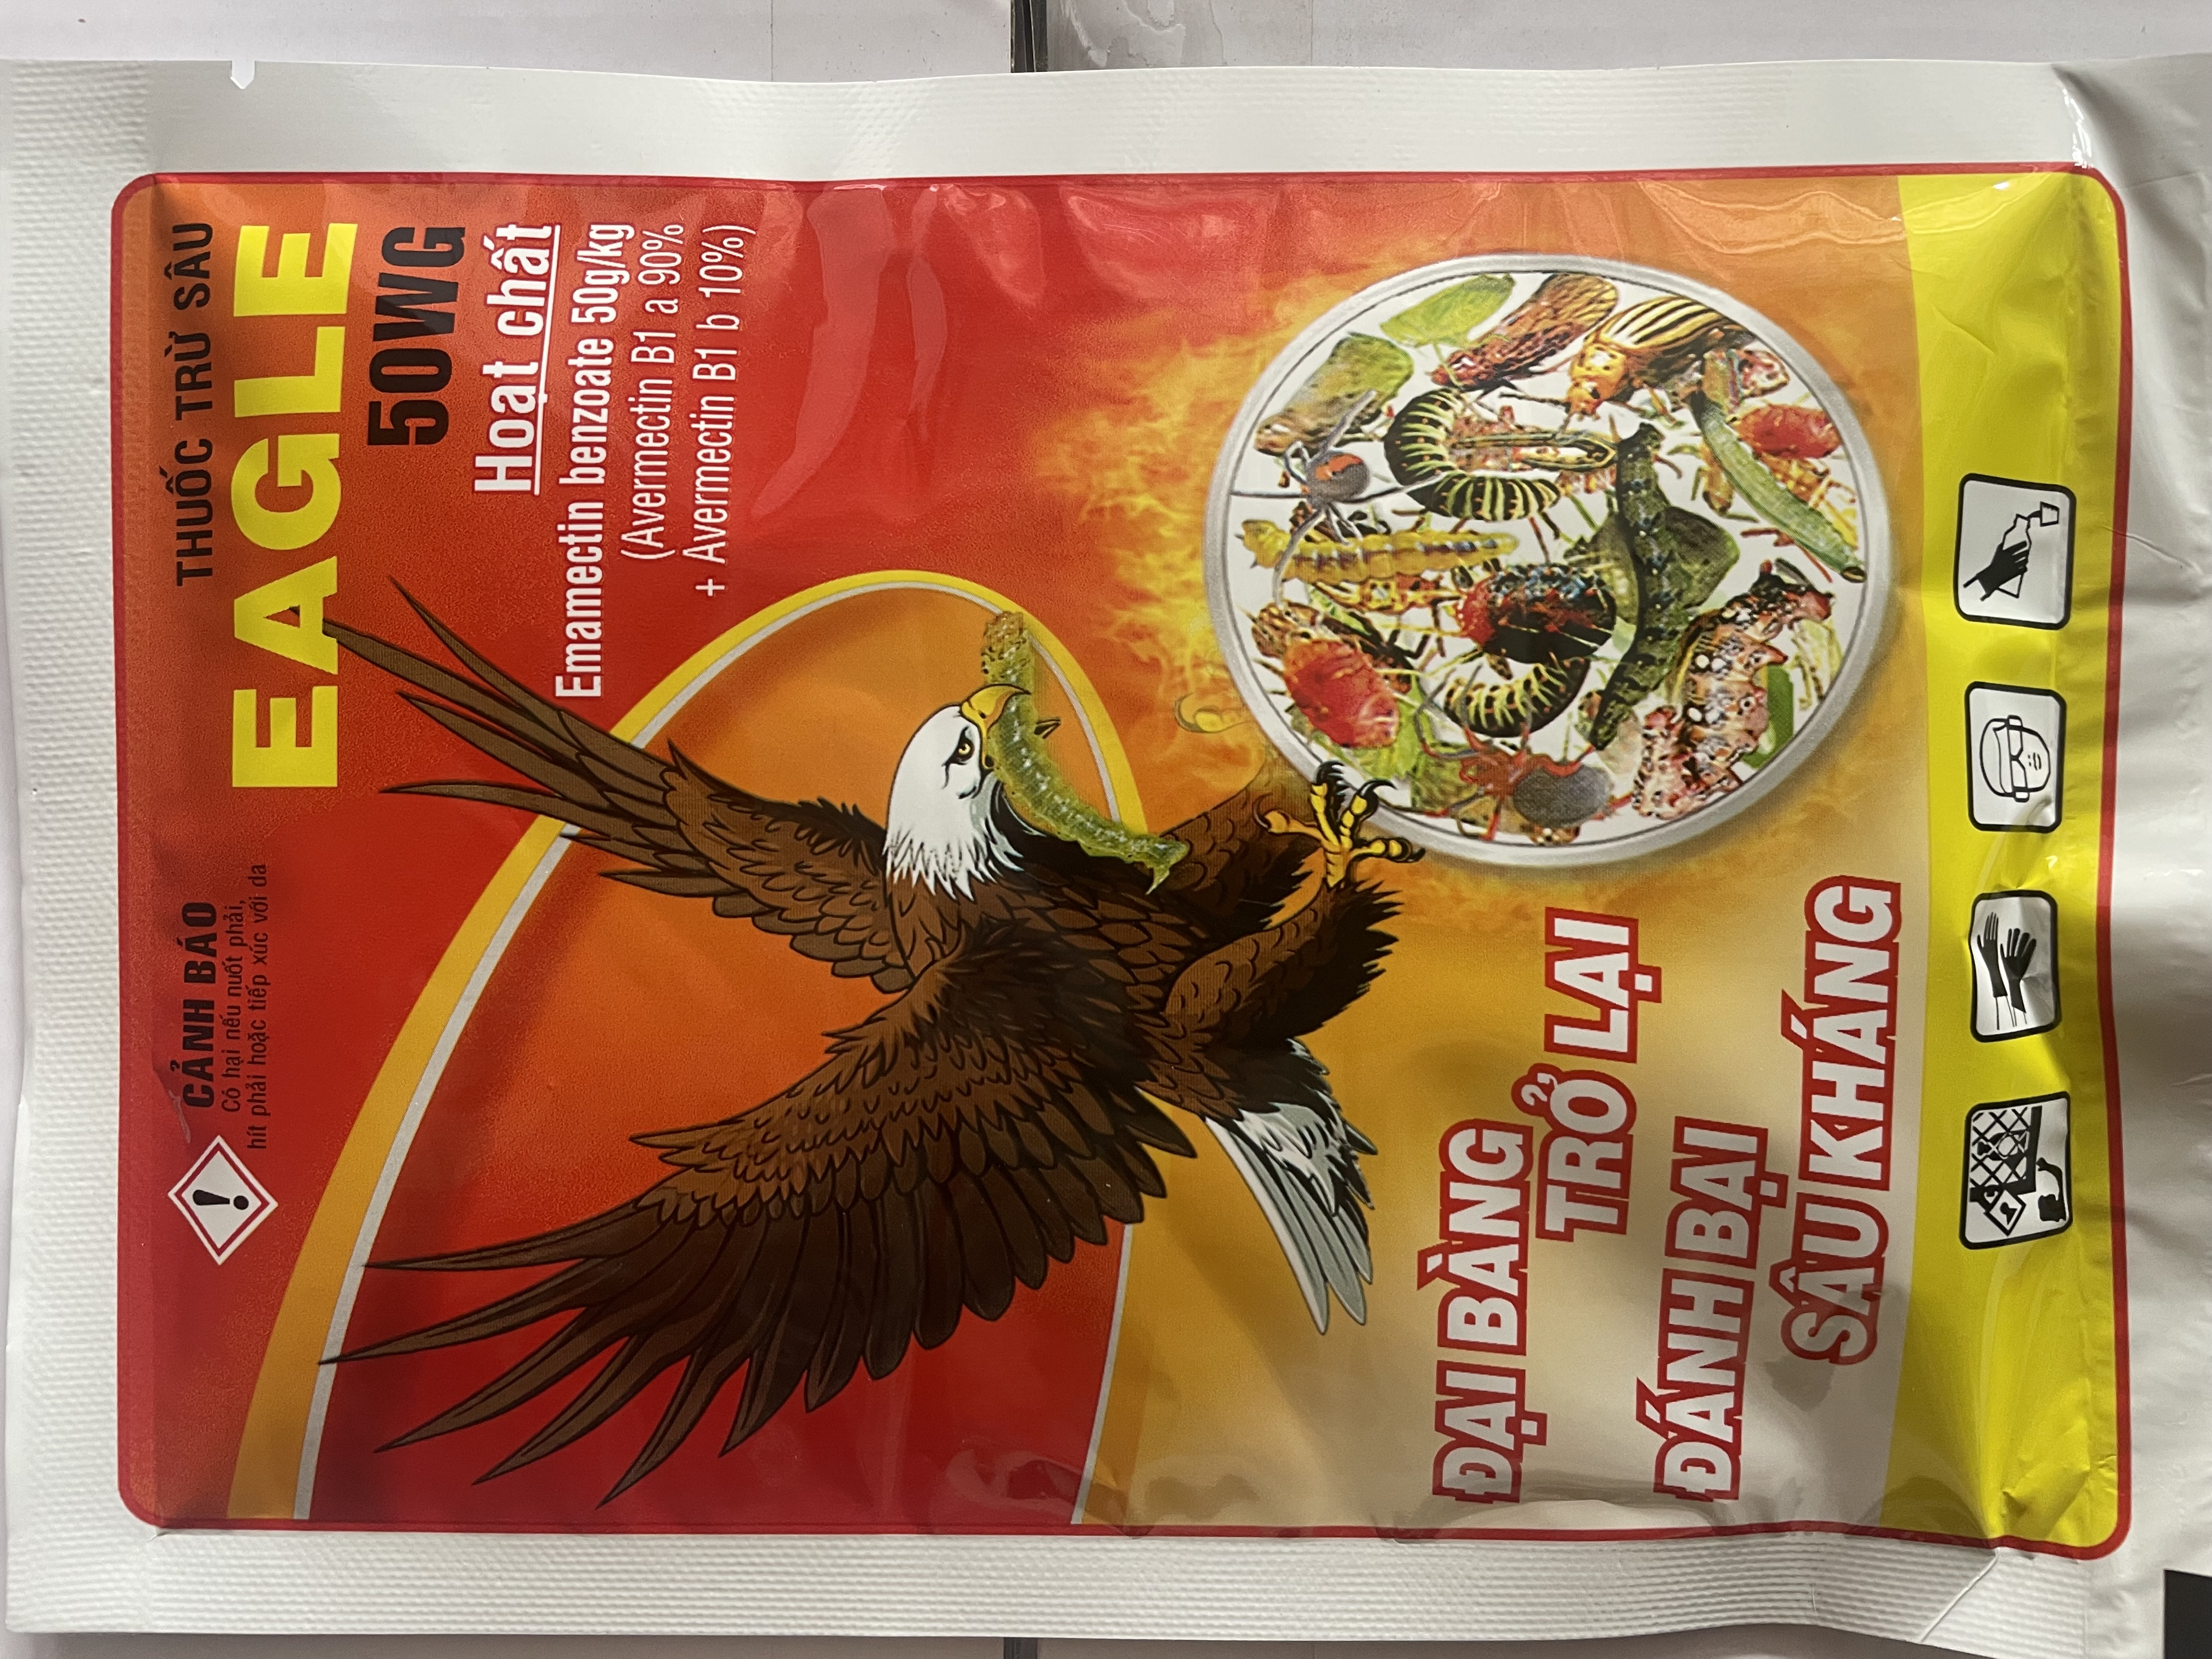 THUỐC TRỪ SÂU
EAGLE
50WG
Hoạt chất
Emamectin benzoate 50g/kg
(Avermectin B1 a 90%
+ Avermectin B1 b 10%)
CẢNH BÁO
Có hại nếu nuốt phải,
hít phải hoặc tiếp xúc với da
ĐẠI BÀNG
TRỞ LẠI
ĐÁNH BẠI
SÂU KHÁNG